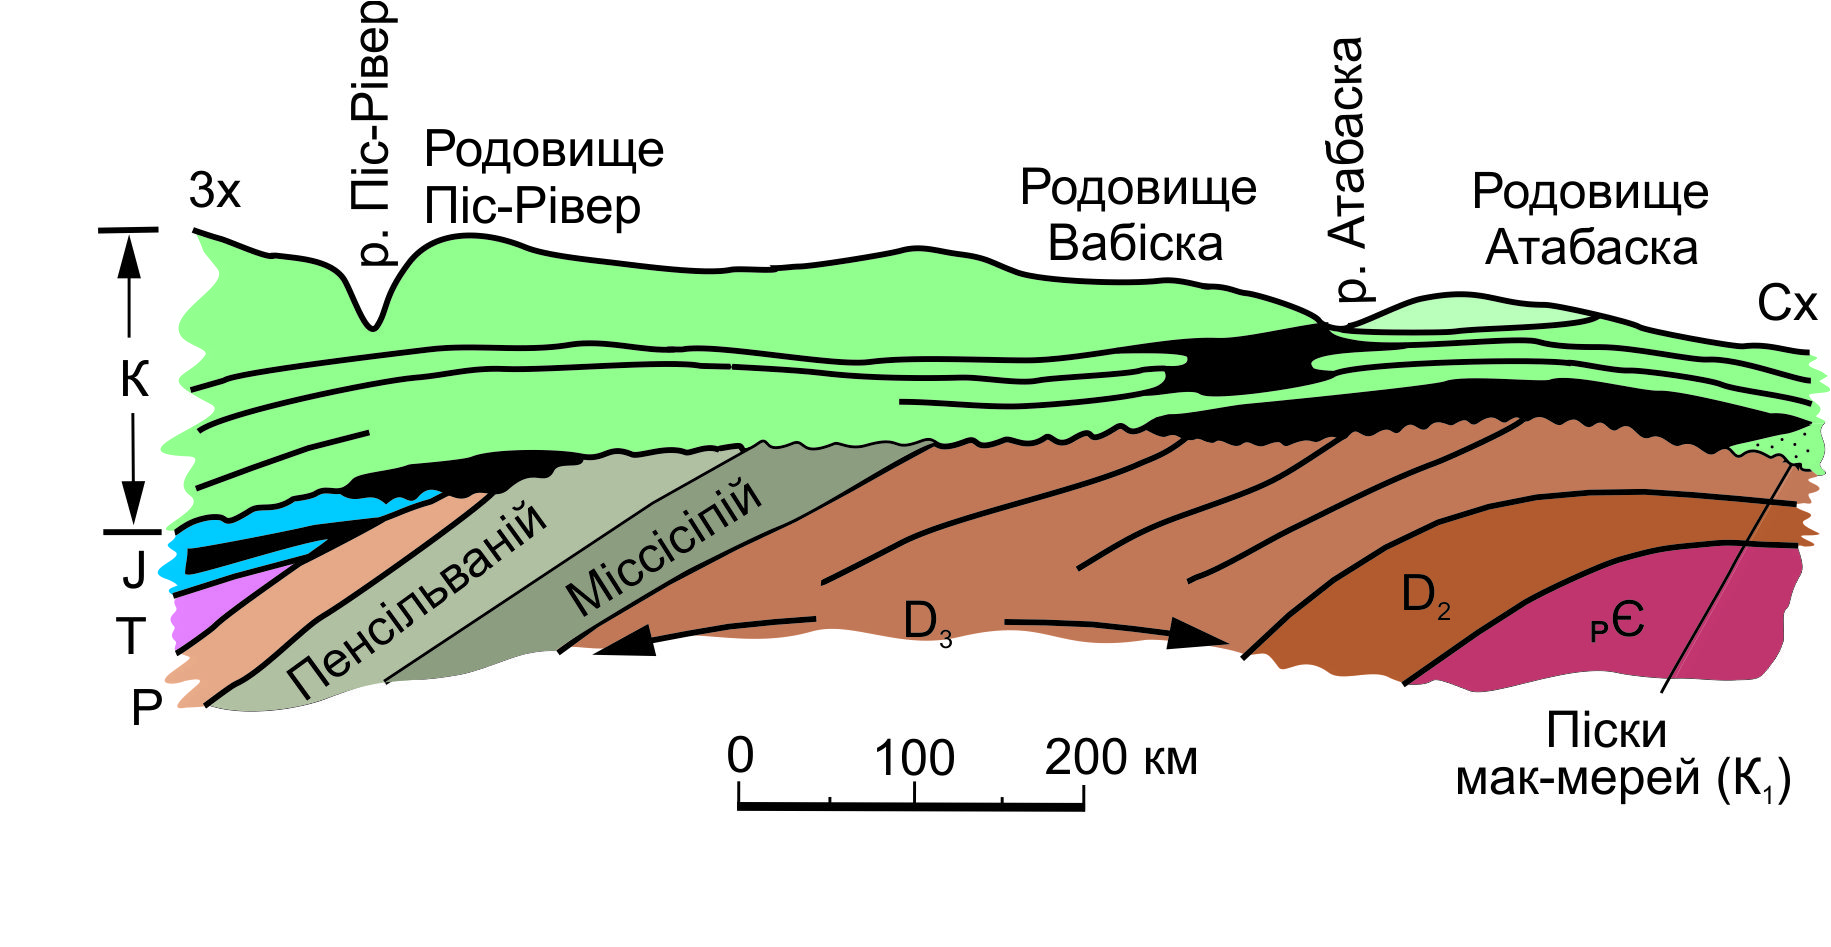 р. Піс-Рівер
Родовище
Піс-Рівер
Зх
Родовище
Вабіска
р. Атабаска
Родовище
Атабаска
Сх
К
J
Т
Р
Пенсільваній
Міссісіпій
D₃
D₂
ₚЄ
Піски
мак-мерей (К₁)
0 100 200 км